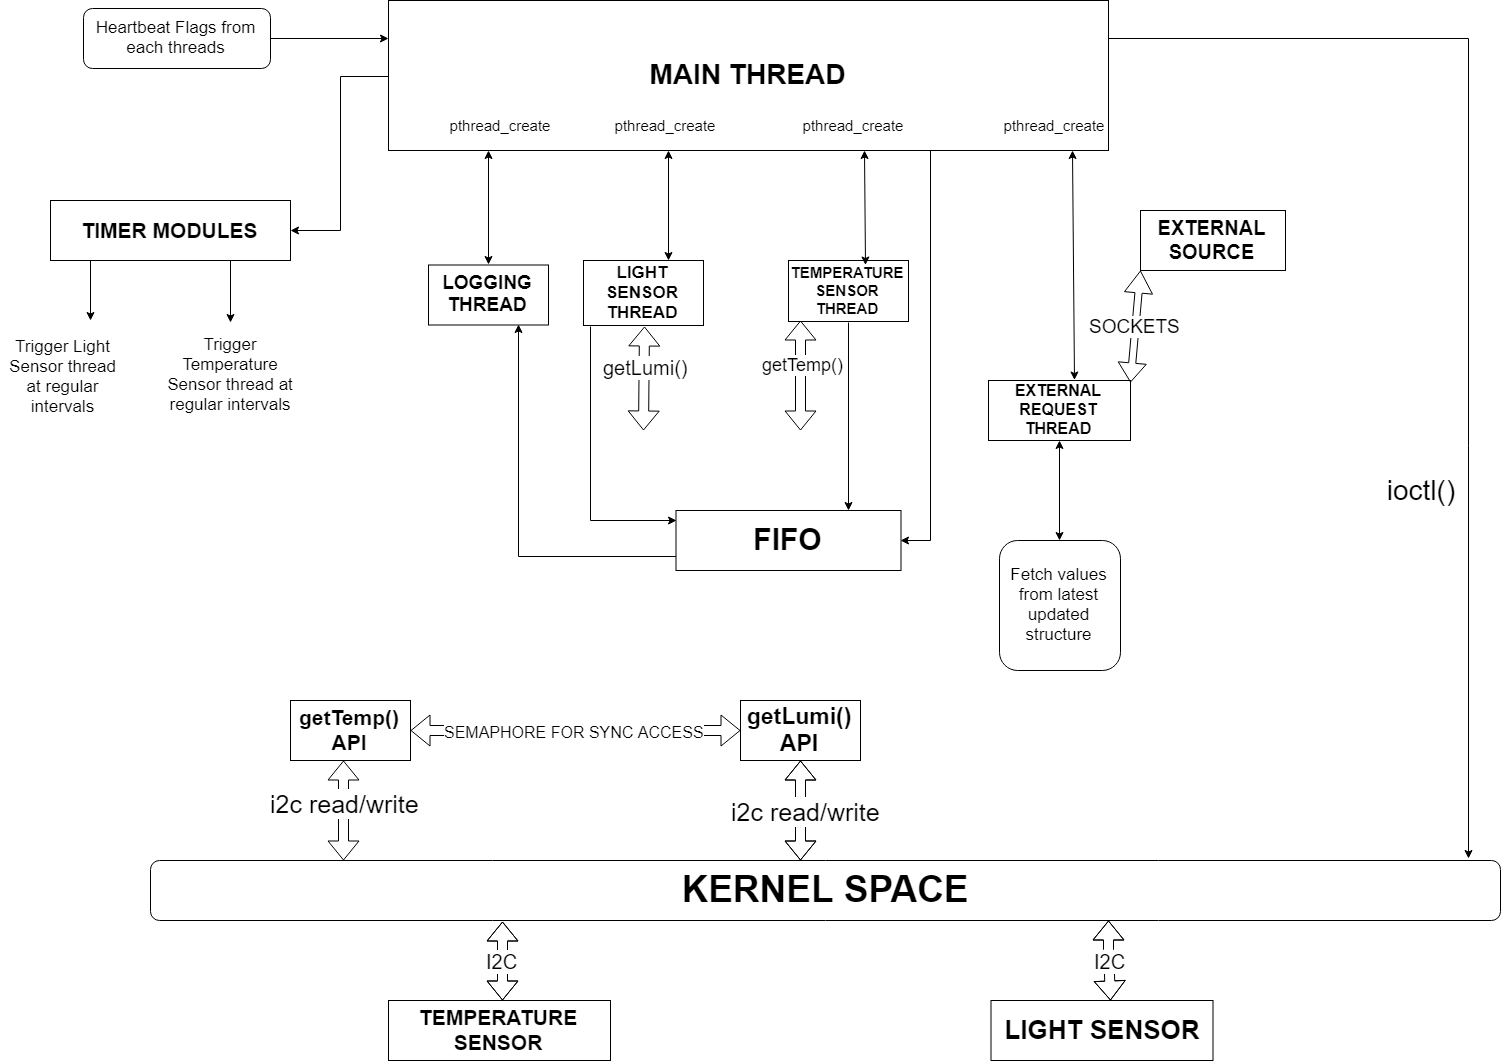 Heartbeat Flags from
each threads
MAIN THREAD
pthread_create
pthread_create
pthread_create
pthread_create
TIMER MODULES
Trigger Light
Sensor thread
at regular
intervals
Trigger
Temperature
Sensor thread at
regular intervals
LOGGING
THREAD
LIGHT
SENSOR
THREAD
getLumi()
TEMPERATURE
SENSOR
THREAD
getTemp()
EXTERNAL
SOURCE
SOCKETS
EXTERNAL
REQUEST
THREAD
ioctl()
FIFO
Fetch values
from latest
updated
structure
getTemp()
API
SEMAPHORE FOR SYNC ACCESS
getLumi()
API
i2c read/write
i2c read/write
KERNEL SPACE
I2C
I2C
TEMPERATURE
SENSOR
LIGHT SENSOR